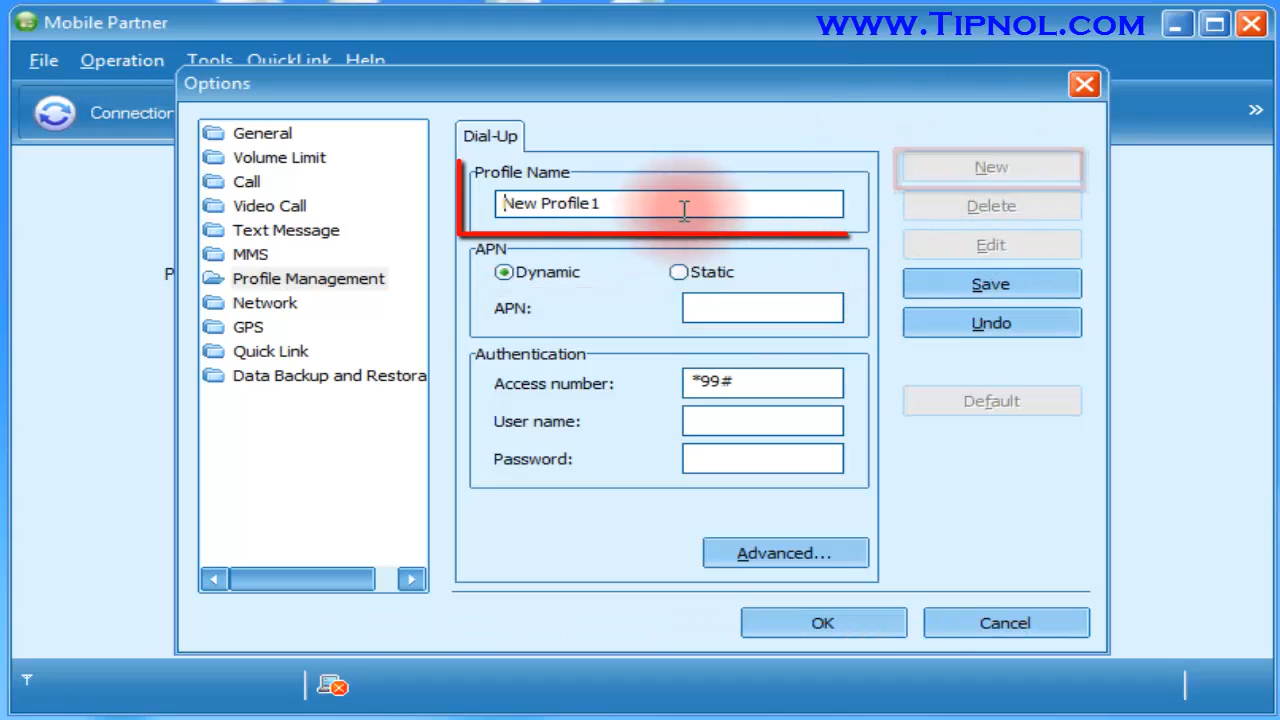 Mobile Partner
www.Tipnol.com
File Operation Tools QuickLink Help
Options
Connection
General
Volume Limit
Call
Video Call
Text Message
MMS
Profile Management
Network
GPS
Quick Link
Data Backup and Restora
Dial-Up
Profile Name
New Profile1
APN
Dynamic Static
APN:
Authentication
Access number: *99#
User name:
Password:
Advanced...
New
Delete
Edit
Save
Undo
Default
OK Cancel
P